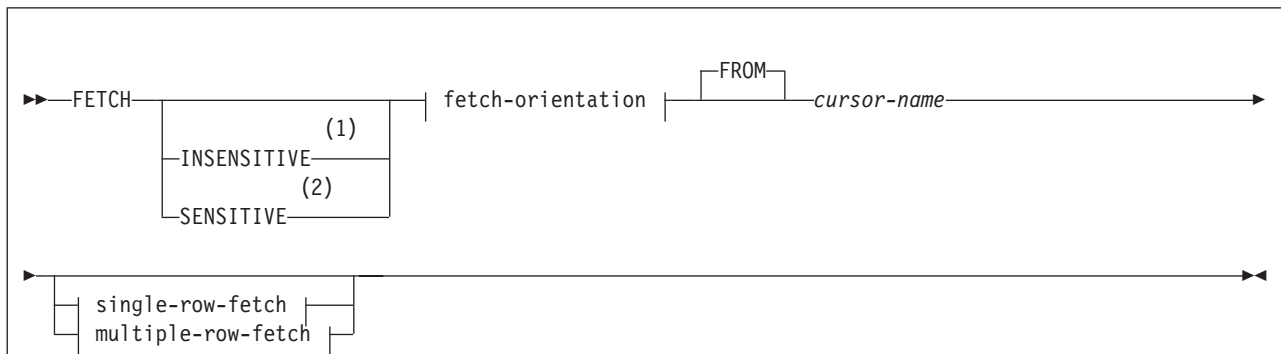 FROM
FETCH fetch-orientation cursor-name
(1)
INSENSITIVE
(2)
SENSITIVE
single-row-fetch
multiple-row-fetch